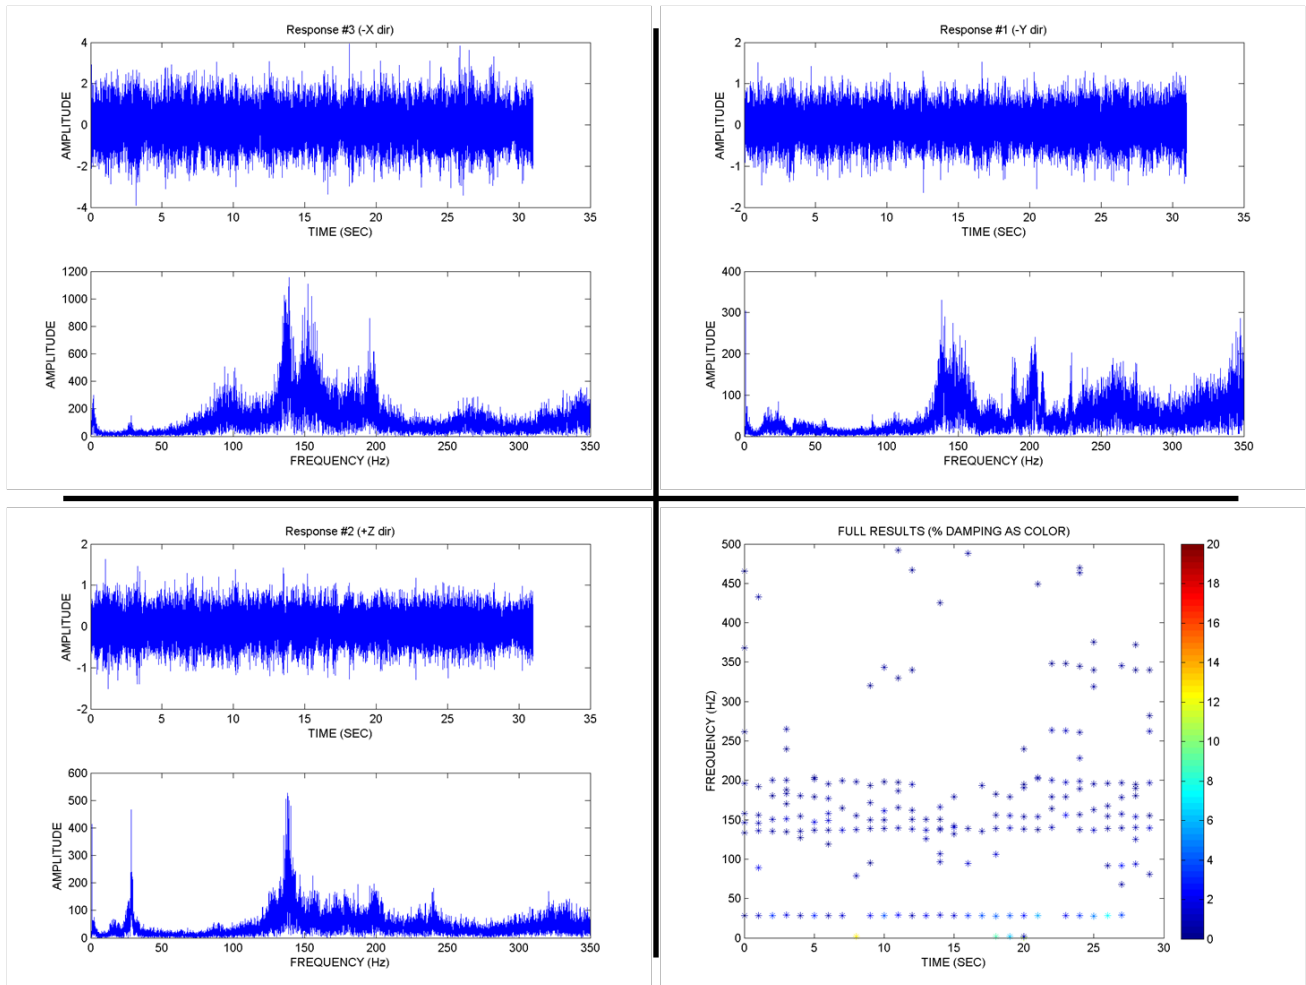 Response #3 (-X dir)
AMPLITUDE
4
2
0
-2
-4
0 5 10 15 20 25 30 35
TIME (SEC)
AMPLITUDE
1200
1000
800
600
400
200
0
0 50 100 150 200 250 300 350
FREQUENCY (Hz)
Response #1 (-Y dir)
AMPLITUDE
2
1
0
-1
-2
0 5 10 15 20 25 30 35
TIME (SEC)
AMPLITUDE
400
300
200
100
0
0 50 100 150 200 250 300 350
FREQUENCY (Hz)
Response #2 (+Z dir)
AMPLITUDE
2
1
0
-1
-2
0 5 10 15 20 25 30 35
TIME (SEC)
AMPLITUDE
600
500
400
300
200
100
0
0 50 100 150 200 250 300 350
FREQUENCY (Hz)
FULL RESULTS (% DAMPING AS COLOR)
FREQUENCY (HZ)
500
450
400
350
300
250
200
150
100
50
0
0 5 10 15 20 25 30
TIME (SEC)
20
18
16
14
12
10
8
6
4
2
0